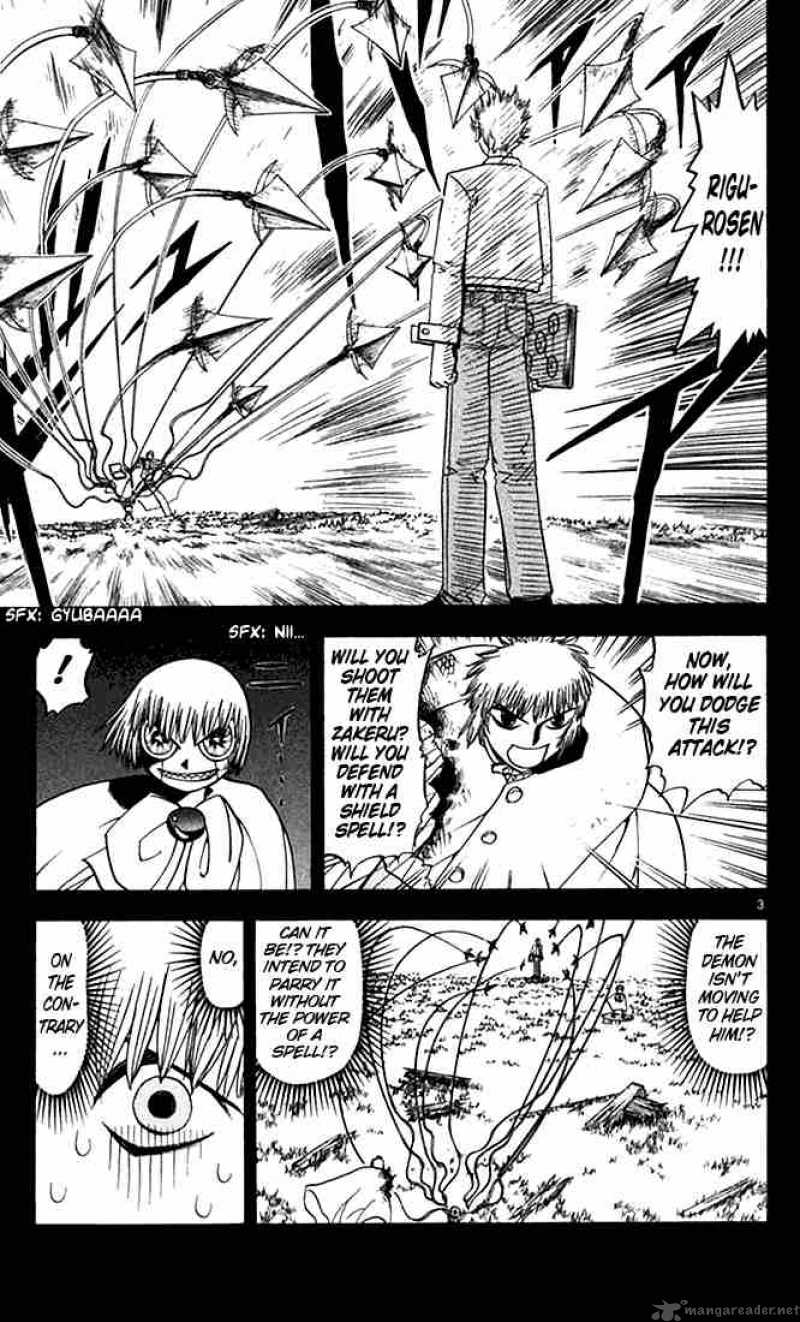 RIGU-
ROSEN
!!!
SFX: GYUBAAAA
SFX: NII...
NOW,
HOW WILL
YOU DODGE
THIS
ATTACK!?
WILL YOU
SHOOT
THEM
WITH
ZAKERU?
WILL YOU
DEFEND
WITH A
SHIELD
SPELL!?
!
3
THE
DEMON
ISN'T
MOVING
TO HELP
HIM!?
CAN IT
BE!? THEY
INTEND TO
PARRY IT
WITHOUT
THE POWER
OF A
SPELL!?
NO,
ON
THE
CON-
TRARY
...
mangareader.net